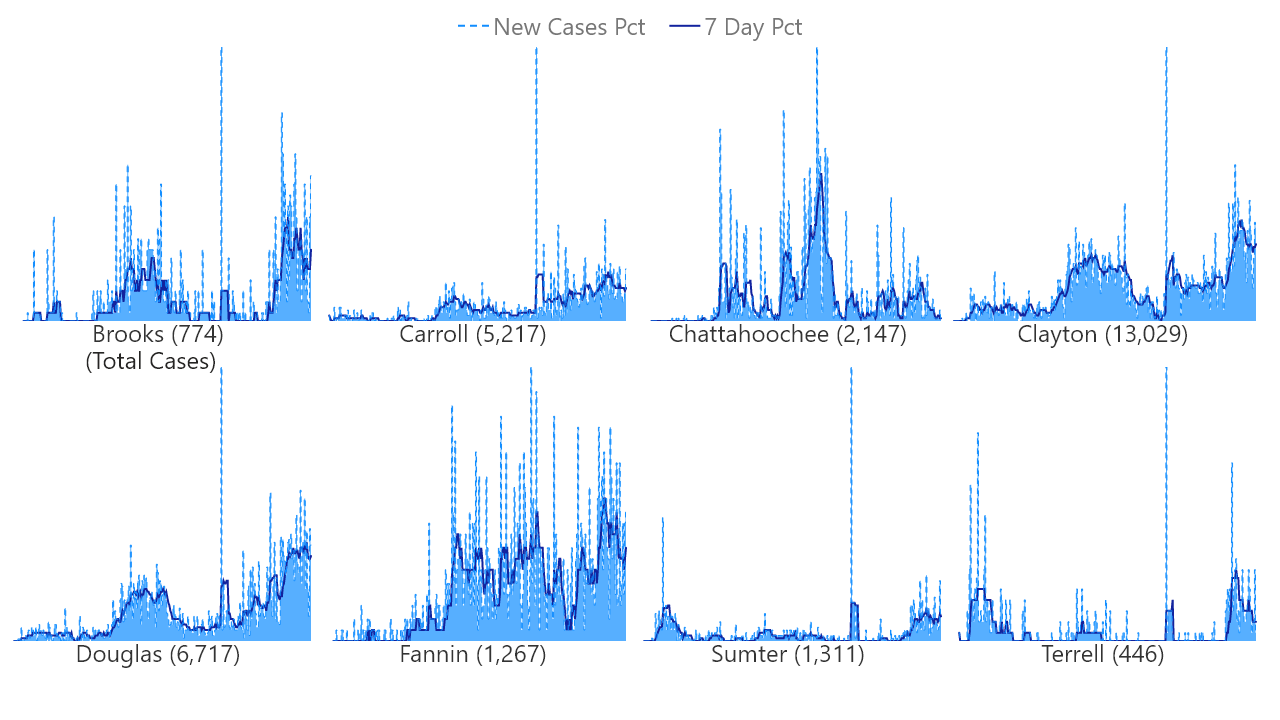 New Cases Pct 7 Day Pct
Brooks (774) Carroll (5,217) Chattahoochee (2,147) Clayton (13,029)
(Total Cases)
Douglas (6,717) Fannin (1,267) Sumter (1,311) Terrell (446)